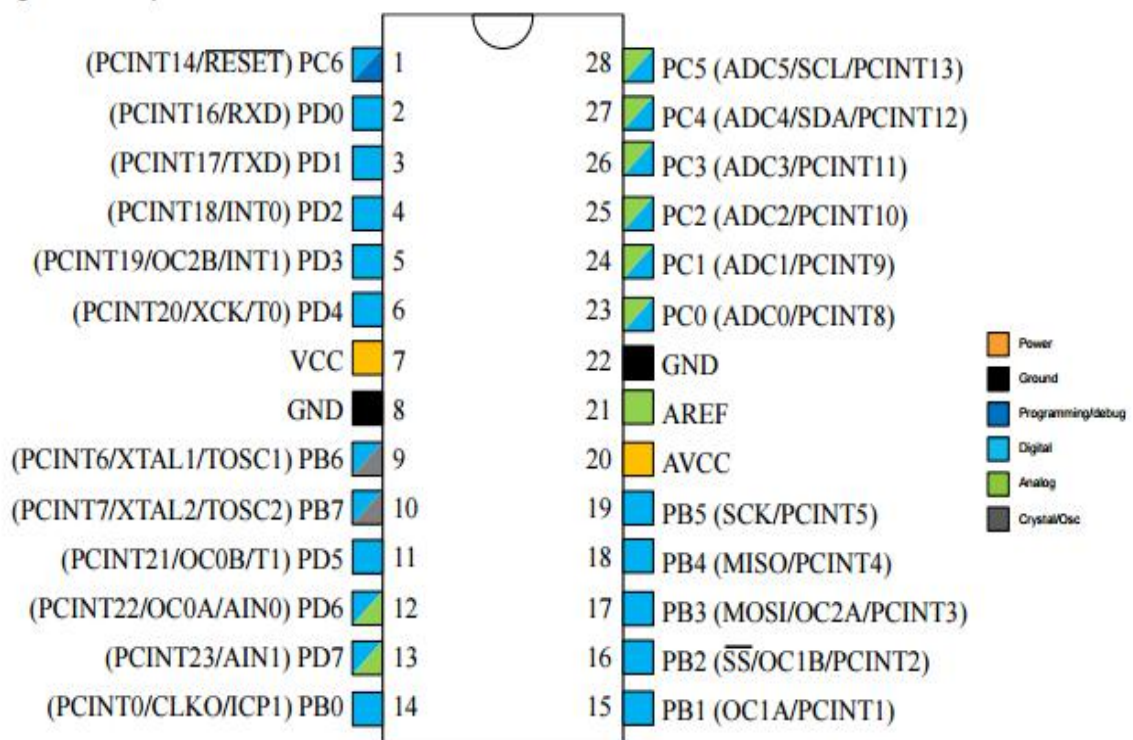 (PCINT14/RESET) PC6 1
(PCINT16/RXD) PD0 2
(PCINT17/TXD) PD1 3
(PCINT18/INT0) PD2 4
(PCINT19/OC2B/INT1) PD3 5
(PCINT20/XCK/T0) PD4 6
VCC 7
GND 8
(PCINT6/XTAL1/TOSC1) PB6 9
(PCINT7/XTAL2/TOSC2) PB7 10
(PCINT21/OC0B/T1) PD5 11
(PCINT22/OC0A/AIN0) PD6 12
(PCINT23/AIN1) PD7 13
(PCINT0/CLKO/ICP1) PB0 14
28 PC5 (ADC5/SCL/PCINT13)
27 PC4 (ADC4/SDA/PCINT12)
26 PC3 (ADC3/PCINT11)
25 PC2 (ADC2/PCINT10)
24 PC1 (ADC1/PCINT9)
23 PC0 (ADC0/PCINT8)
22 GND
21 AREF
20 AVCC
19 PB5 (SCK/PCINT5)
18 PB4 (MISO/PCINT4)
17 PB3 (MOSI/OC2A/PCINT3)
16 PB2 (SS/OC1B/PCINT2)
15 PB1 (OC1A/PCINT1)
Power
Ground
Programming/debug
Digital
Analog
Crystal/Osc